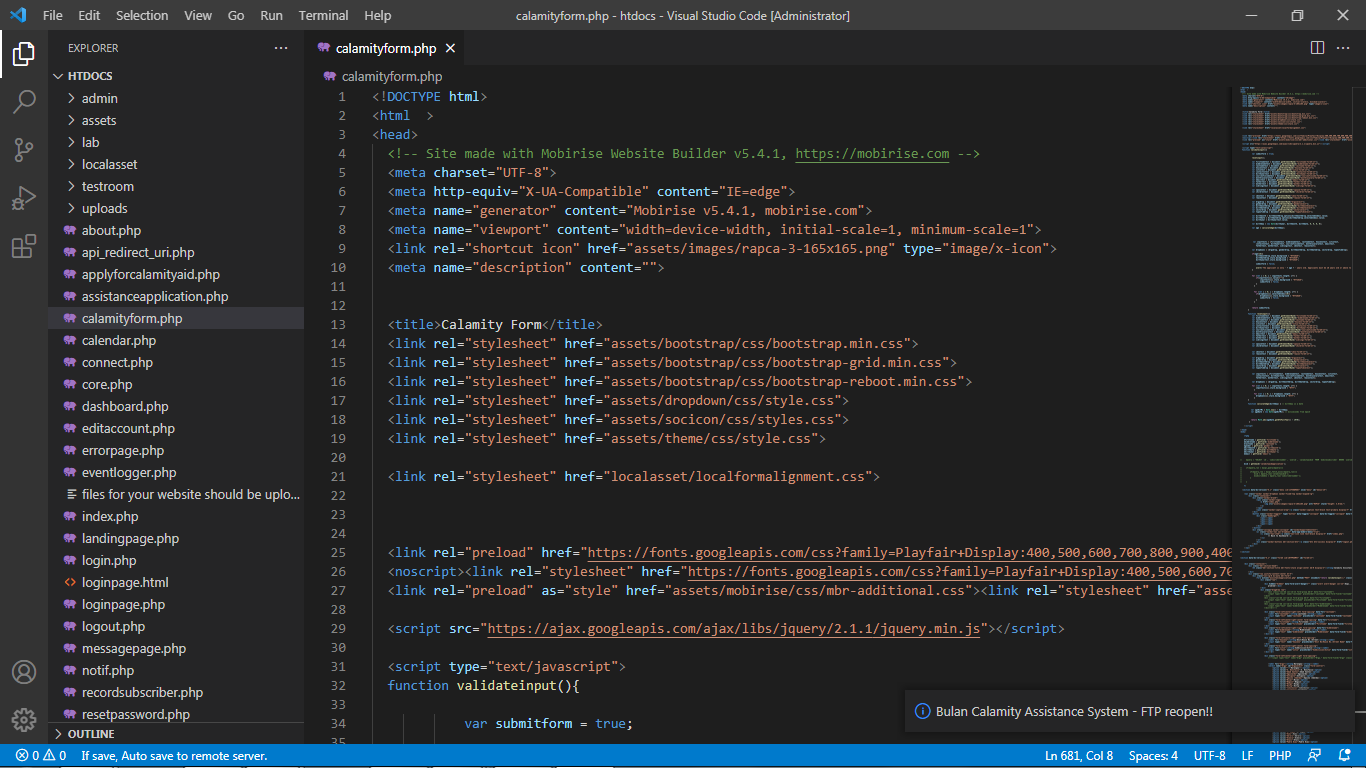 File Edit Selection View Go Run Terminal Help
calamityform.php - htdocs - Visual Studio Code [Administrator]
EXPLORER
HTDOCS
admin
assets
lab
localasset
testroom
uploads
about.php
api_redirect_uri.php
applyforcalamityaid.php
assistanceapplication.php
calamityform.php
calendar.php
connect.php
core.php
dashboard.php
editaccount.php
errorpage.php
eventlogger.php
files for your website should be uplo...
index.php
landingpage.php
login.php
loginpage.html
loginpage.php
logout.php
messagepage.php
notif.php
recordsubscriber.php
resetpassword.php
OUTLINE
calamityform.php
calamityform.php
1 <!DOCTYPE html>
2 <html  >
3 <head>
4 <!-- Site made with Mobirise Website Builder v5.4.1, https://mobirise.com -->
5 <meta charset="UTF-8">
6 <meta http-equiv="X-UA-Compatible" content="IE=edge">
7 <meta name="generator" content="Mobirise v5.4.1, mobirise.com">
8 <meta name="viewport" content="width=device-width, initial-scale=1, minimum-scale=1">
9 <link rel="shortcut icon" href="assets/images/rapca-3-165x165.png" type="image/x-icon">
10 <meta name="description" content="">
11
12
13 <title>Calamity Form</title>
14 <link rel="stylesheet" href="assets/bootstrap/css/bootstrap.min.css">
15 <link rel="stylesheet" href="assets/bootstrap/css/bootstrap-grid.min.css">
16 <link rel="stylesheet" href="assets/bootstrap/css/bootstrap-reboot.min.css">
17 <link rel="stylesheet" href="assets/dropdown/css/style.css">
18 <link rel="stylesheet" href="assets/socicon/css/styles.css">
19 <link rel="stylesheet" href="assets/theme/css/style.css">
20
21 <link rel="stylesheet" href="localasset/localformalignment.css">
22
23
24
25 <link rel="preload" href="https://fonts.googleapis.com/css?family=Playfair+Display:400,500,600,700,800,900,400
26 <noscript><link rel="stylesheet" href="https://fonts.googleapis.com/css?family=Playfair+Display:400,500,600,70
27 <link rel="preload" as="style" href="assets/mobirise/css/mbr-additional.css"><link rel="stylesheet" href="asse
28
29 <script src="https://ajax.googleapis.com/ajax/libs/jquery/2.1.1/jquery.min.js"></script>
30
31 <script type="text/javascript">
32 function validateinput(){
33
34 var submitform = true;
35
Bulan Calamity Assistance System - FTP reopen!!
0 0 If save, Auto save to remote server.
Ln 681, Col 8 Spaces: 4 UTF-8 LF PHP